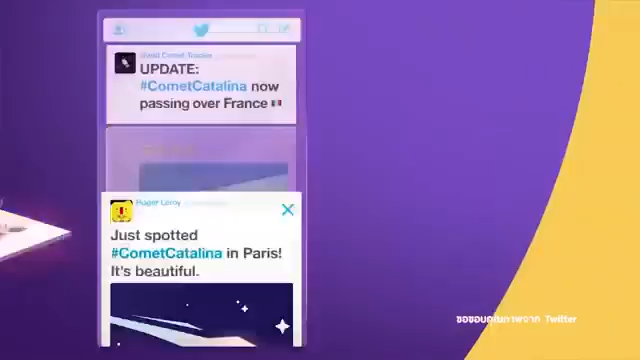 UPDATE:
#CometCatalina now
passing over France
Just spotted
#CometCatalina in Paris!
It's beautiful.
ขอขอบคุณภาพจาก Twitter